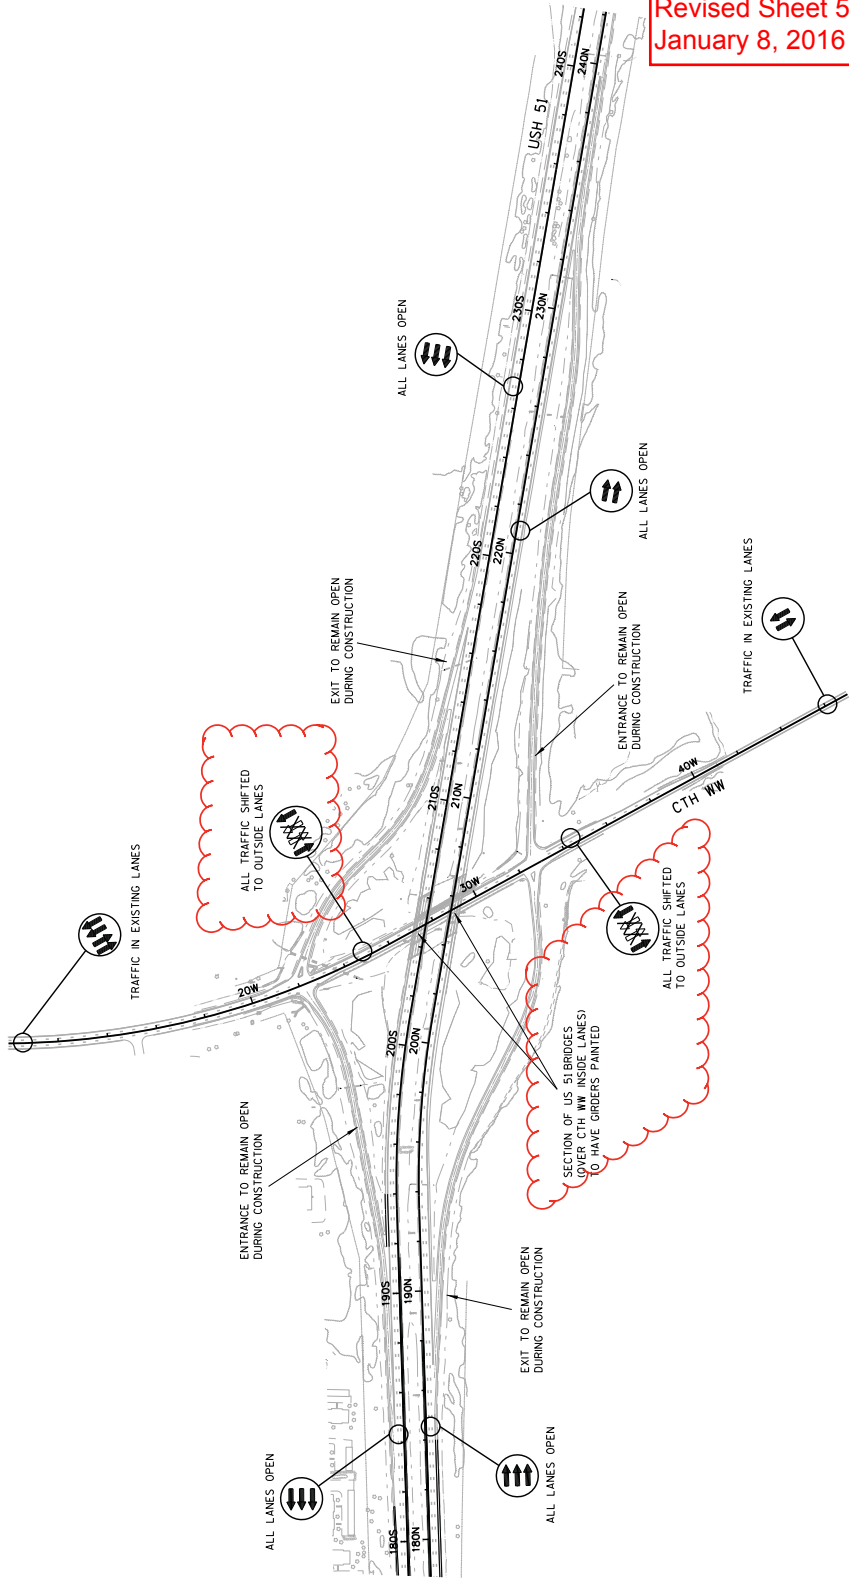 Revised Sheet 5
January 8, 2016
240S
240N
USH 51
230S
230N
ALL LANES OPEN
ALL LANES OPEN
220S
220N
EXIT TO REMAIN OPEN
DURING CONSTRUCTION
ENTRANCE TO REMAIN OPEN
DURING CONSTRUCTION
TRAFFIC IN EXISTING LANES
210S
210N
40W
CTH WW
ALL TRAFFIC SHIFTED
TO OUTSIDE LANES
TRAFFIC IN EXISTING LANES
30W
ALL TRAFFIC SHIFTED
TO OUTSIDE LANES
20W
200S
200N
SECTION OF US 51 BRIDGES
(OVER CTH WW INSIDE LANES)
TO HAVE GIRDERS PAINTED
ENTRANCE TO REMAIN OPEN
DURING CONSTRUCTION
190S
190N
EXIT TO REMAIN OPEN
DURING CONSTRUCTION
ALL LANES OPEN
ALL LANES OPEN
180S
180N